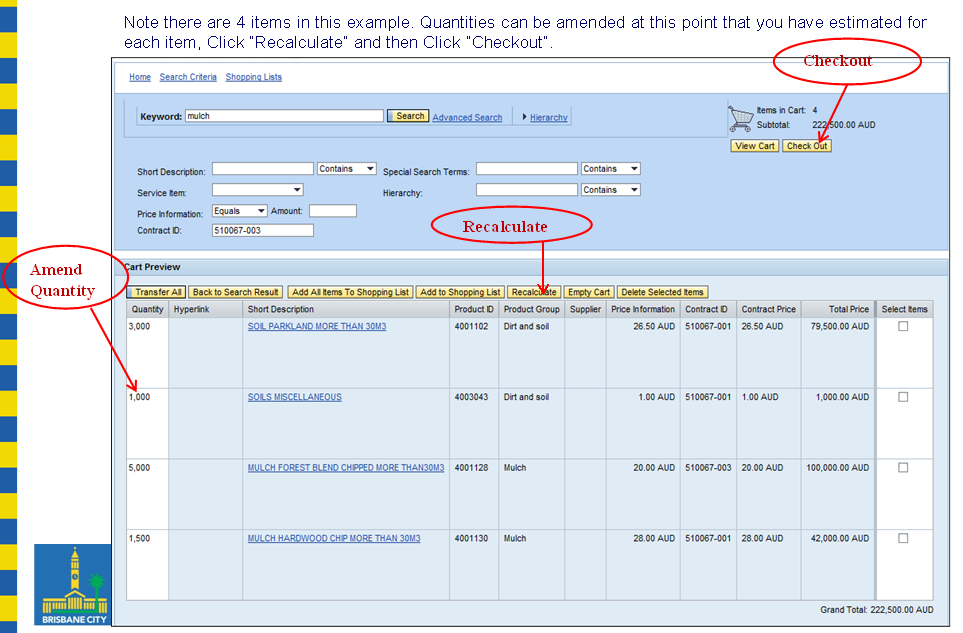 Note there are 4 items in this example. Quantities can be amended at this point that you have estimated for
each item, Click "Recalculate" and then Click "Checkout".
Checkout
Home Search Criteria Shopping Lists
Keyword: mulch Search Advanced Search Hierarchy
Items in Cart: 4
Subtotal: 222,500.00 AUD
View Cart Check Out
Short Description: Contains Special Search Terms: Contains
Service Item: Hierarchy: Contains
Price Information: Equals Amount:
Contract ID: 510067-003
Recalculate
Amend
Quantity
Cart Preview
Transfer All Back to Search Result Add All Items To Shopping List Add to Shopping List Recalculate Empty Cart Delete Selected Items
Quantity Hyperlink Short Description Product ID Product Group Supplier Price Information Contract ID Contract Price Total Price Select Items
3,000 SOIL PARKLAND MORE THAN 30M3 4001102 Dirt and soil 26.50 AUD 510067-001 26.50 AUD 79,500.00 AUD
1,000 SOILS MISCELLANEOUS 4003043 Dirt and soil 1.00 AUD 510067-001 1.00 AUD 1,000.00 AUD
5,000 MULCH FOREST BLEND CHIPPED MORE THAN30M3 4001128 Mulch 20.00 AUD 510067-003 20.00 AUD 100,000.00 AUD
1,500 MULCH HARDWOOD CHIP MORE THAN 30M3 4001130 Mulch 28.00 AUD 510067-001 28.00 AUD 42,000.00 AUD
Grand Total: 222,500.00 AUD
BRISBANE CITY